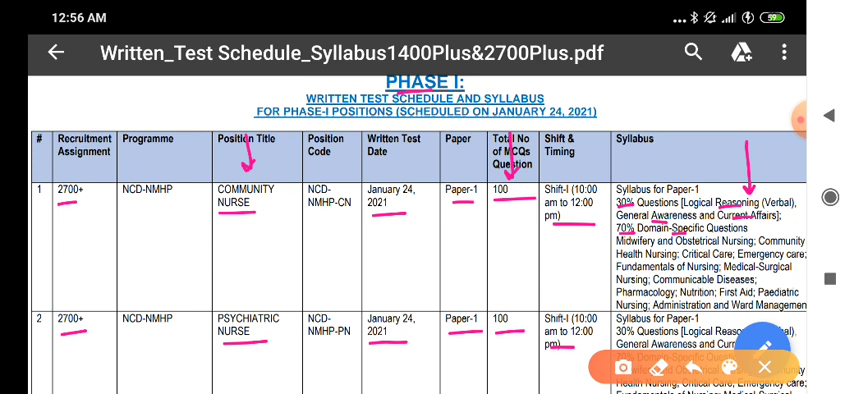 12:56 AM
59
Written_Test Schedule_Syllabus1400Plus&2700Plus.pdf
PHASE I:
WRITTEN TEST SCHEDULE AND SYLLABUS
FOR PHASE-I POSITIONS (SCHEDULED ON JANUARY 24, 2021)
# Recruitment Assignment Programme Position Title Position Code Written Test Date Paper Total No of MCQs Question Shift & Timing Syllabus
1 2700+ NCD-NMHP COMMUNITY NURSE NCD-NMHP-CN January 24, 2021 Paper-1 100 Shift-I (10:00 am to 12:00 pm)
Syllabus for Paper-1
30% Questions [Logical Reasoning (Verbal),
General Awareness and Current Affairs];
70% Domain-Specific Questions
Midwifery and Obstetrical Nursing; Community
Health Nursing: Critical Care; Emergency care;
Fundamentals of Nursing; Medical-Surgical
Nursing; Communicable Diseases;
Pharmacology; Nutrition; First Aid; Paediatric
Nursing; Administration and Ward Managemen
2 2700+ NCD-NMHP PSYCHIATRIC NURSE NCD-NMHP-PN January 24, 2021 Paper-1 100 Shift-I (10:00 am to 12:00 pm)
Syllabus for Paper-1
30% Questions [Logical
General Awareness and